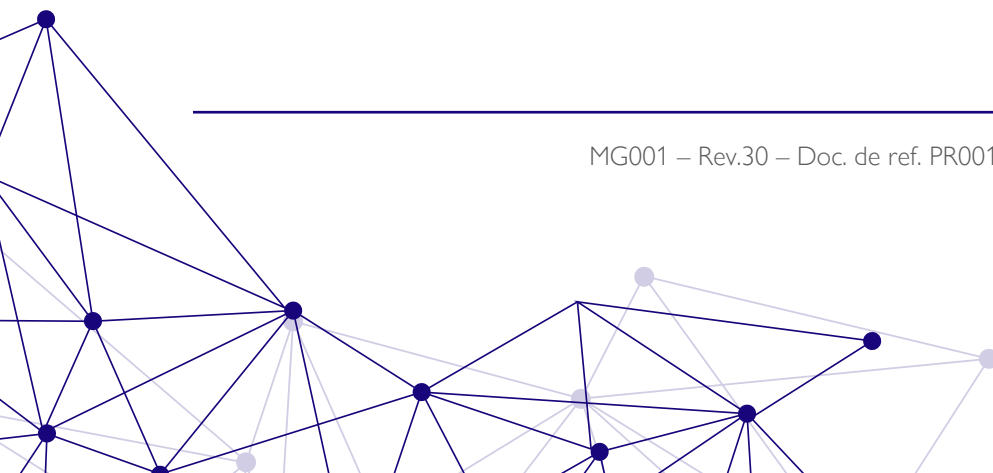 MG001 – Rev.30 – Doc. de ref. PR001